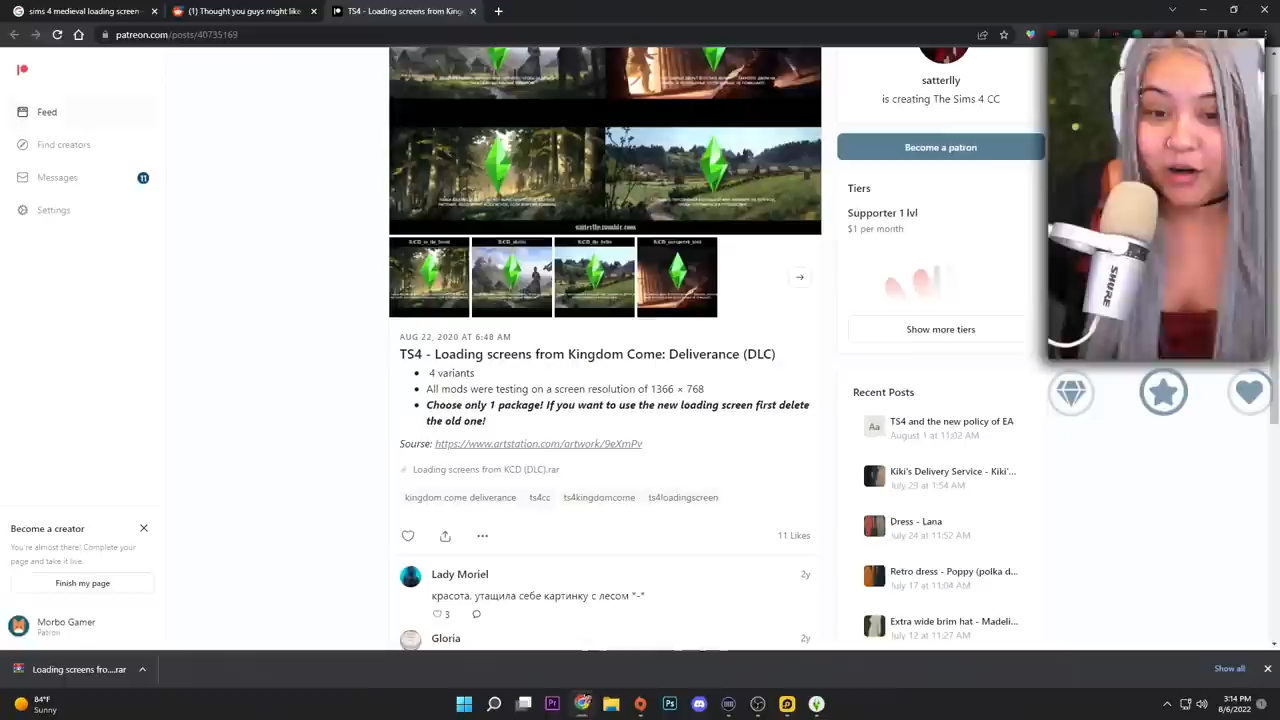 sims 4 medieval loading screen
(1) Thought you guys might like
TS4 - Loading screens from King
patreon.com/posts/40735169
Feed
Find creators
Messages
11
Settings
Become a creator
You're almost there! Complete your
page and take it live.
Finish my page
Morbo Gamer
Patron
satterlly.tumblr.com
AUG 22, 2020 AT 6:48 AM
TS4 - Loading screens from Kingdom Come: Deliverance (DLC)
4 variants
All mods were testing on a screen resolution of 1366 × 768
Choose only 1 package! If you want to use the new loading screen first delete
the old one!
Sourse: https://www.artstation.com/artwork/9eXmPv
Loading screens from KCD (DLC).rar
kingdom come deliverance ts4cc ts4kingdomcome ts4loadingscreen
11 Likes
Lady Moriel 2y
красота. утащила себе картинку с лесом *-*
3
Gloria 2y
satterlly
is creating The Sims 4 CC
Become a patron
Tiers
Supporter 1 lvl
$1 per month
Show more tiers
Recent Posts
Aa
TS4 and the new policy of EA
August 1 at 11:02 AM
Kiki's Delivery Service - Kiki'...
July 29 at 1:54 AM
Dress - Lana
July 24 at 11:52 AM
Retro dress - Poppy (polka d...
July 17 at 11:04 AM
Extra wide brim hat - Madeli...
July 12 at 11:27 AM
SHURE
Loading screens fro....rar
Show all
84°F
Sunny
Pr
Ps
3:14 PM
8/6/2022